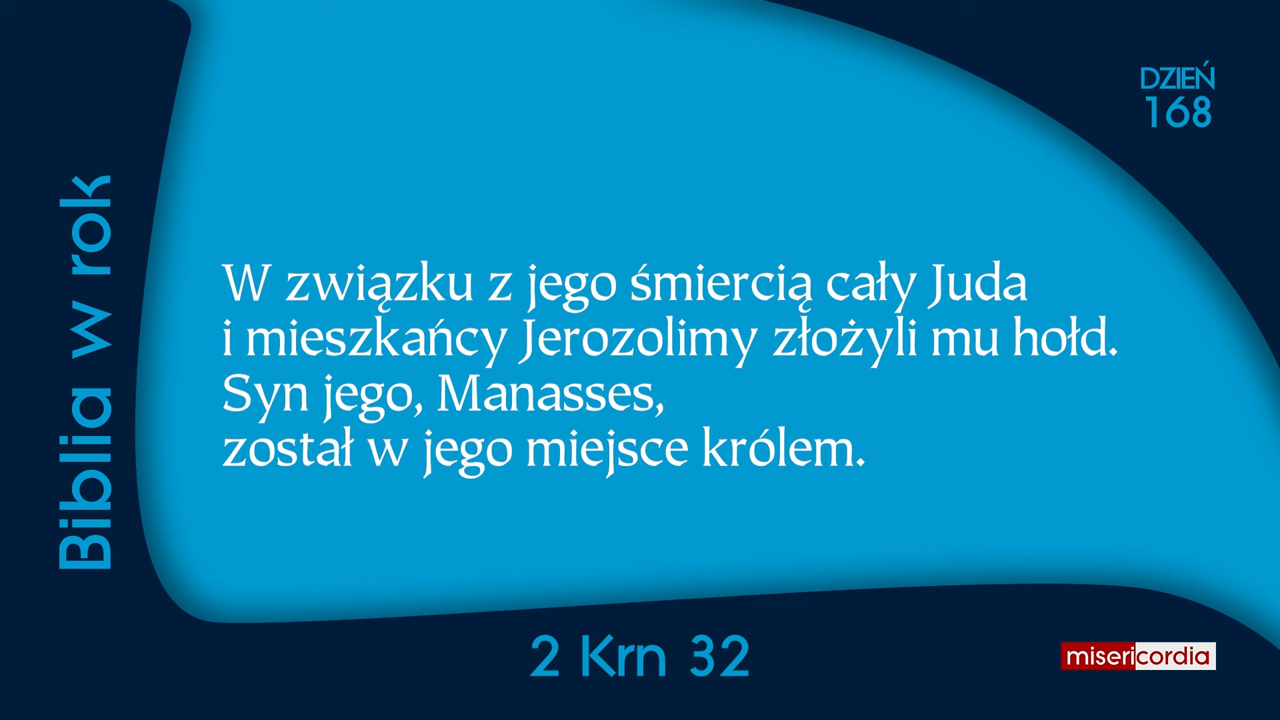 DZIEŃ
168
Biblia w rok
W związku z jego śmiercią cały Juda
i mieszkańcy Jerozolimy złożyli mu hołd.
Syn jego, Manasses,
został w jego miejsce królem.
2 Krn 32
misericordia